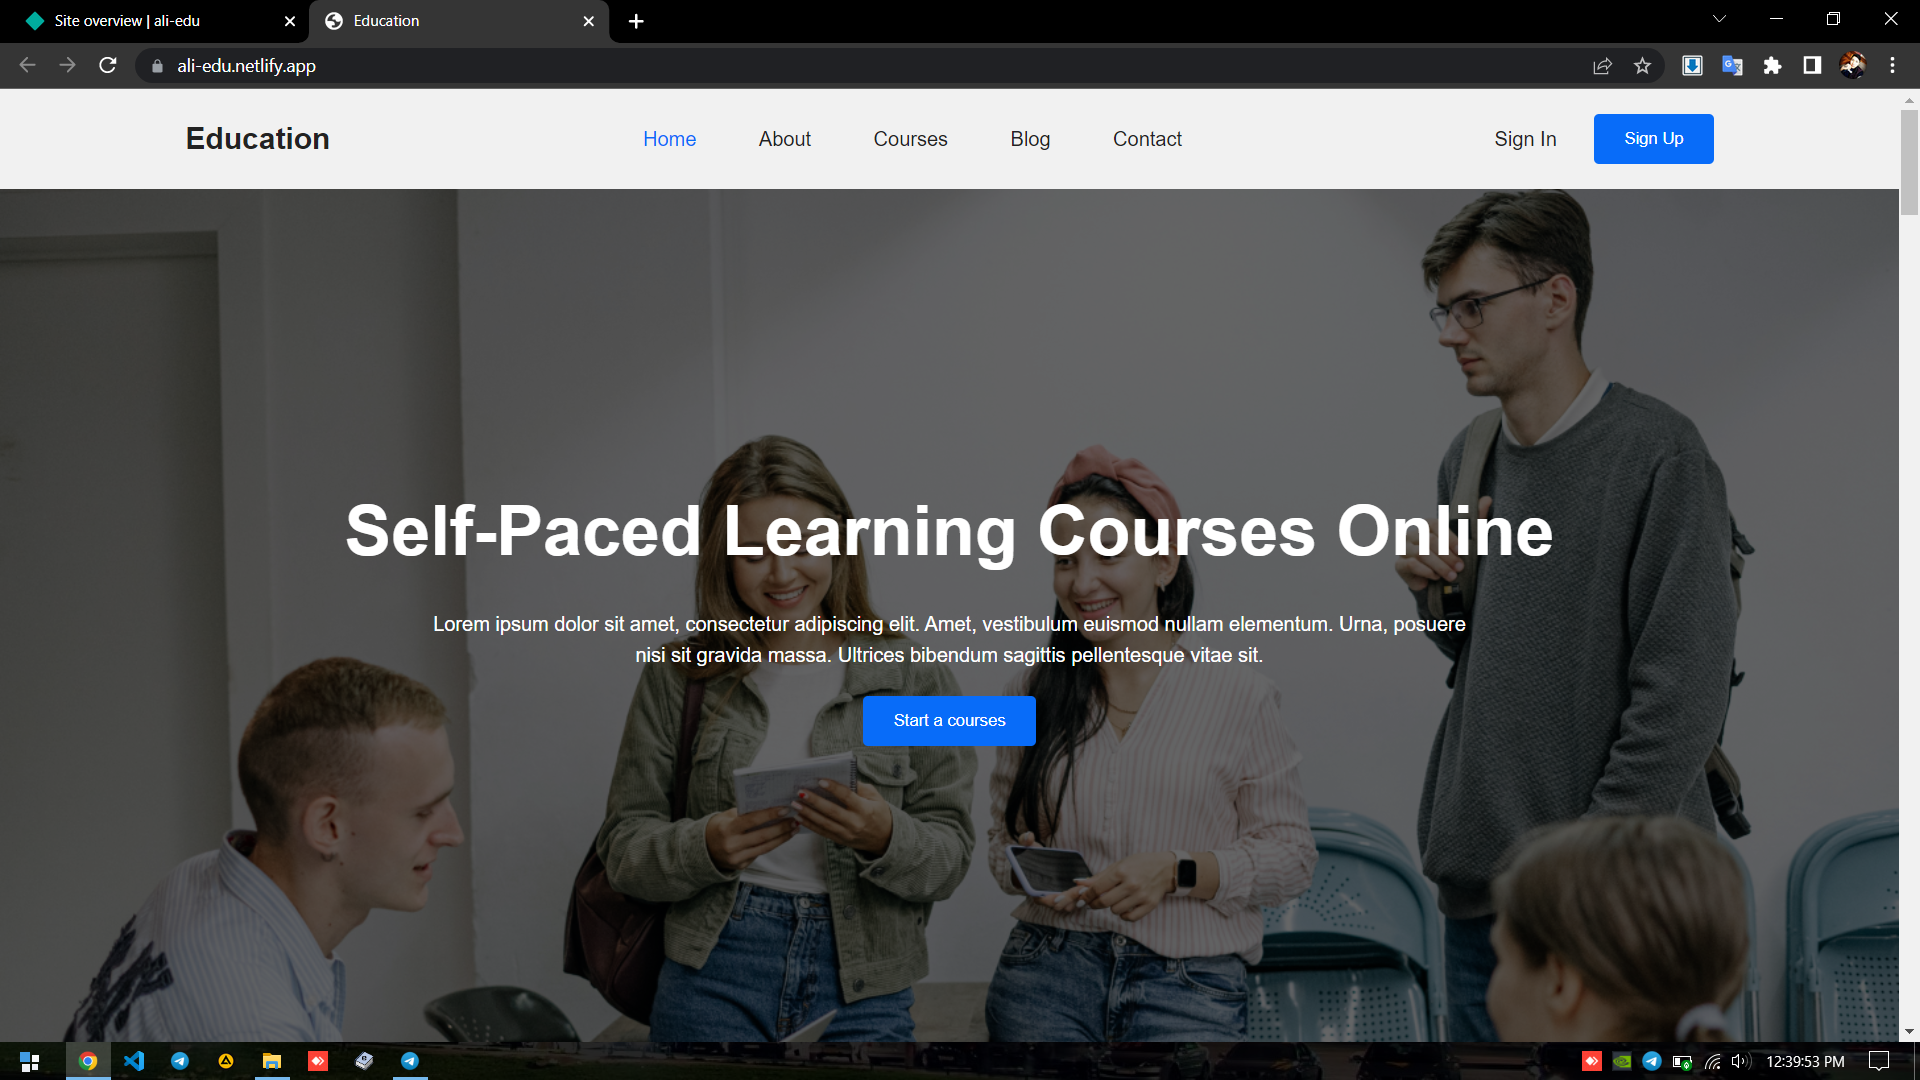 Site overview | ali-edu
Education
ali-edu.netlify.app
Education
Home
About
Courses
Blog
Contact
Sign In
Sign Up
Self-Paced Learning Courses Online
Lorem ipsum dolor sit amet, consectetur adipiscing elit. Amet, vestibulum euismod nullam elementum. Urna, posuere
nisi sit gravida massa. Ultrices bibendum sagittis pellentesque vitae sit.
Start a courses
12:39:53 PM